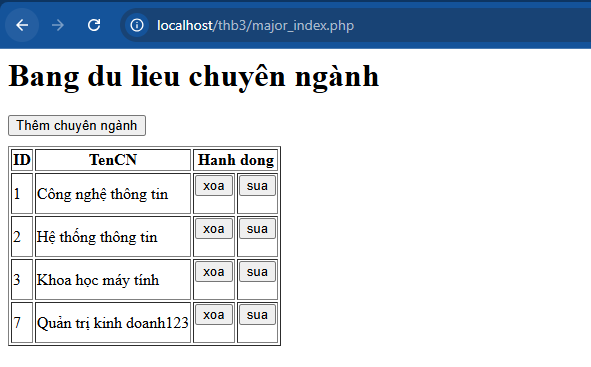 localhost/thb3/major_index.php
Bang du lieu chuyên ngành
Thêm chuyên ngành
ID TenCN Hanh dong
1 Công nghệ thông tin xoa sua
2 Hệ thống thông tin xoa sua
3 Khoa học máy tính xoa sua
7 Quản trị kinh doanh123 xoa sua